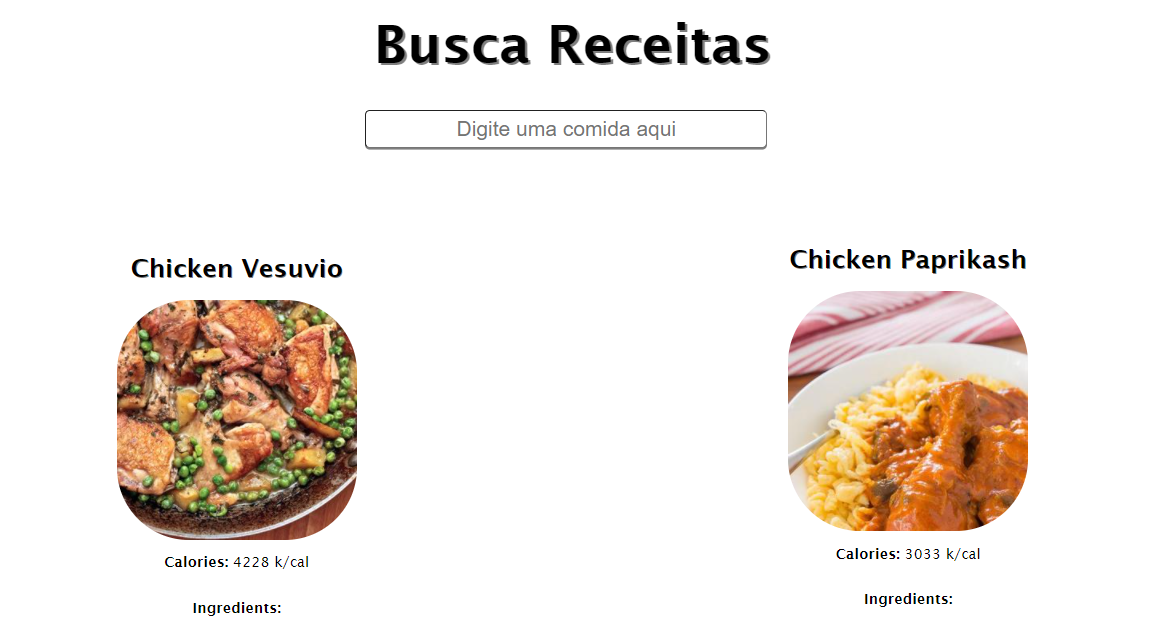 Busca Receitas
Digite uma comida aqui
Chicken Vesuvio
Calories: 4228 k/cal
Ingredients:
Chicken Paprikash
Calories: 3033 k/cal
Ingredients: